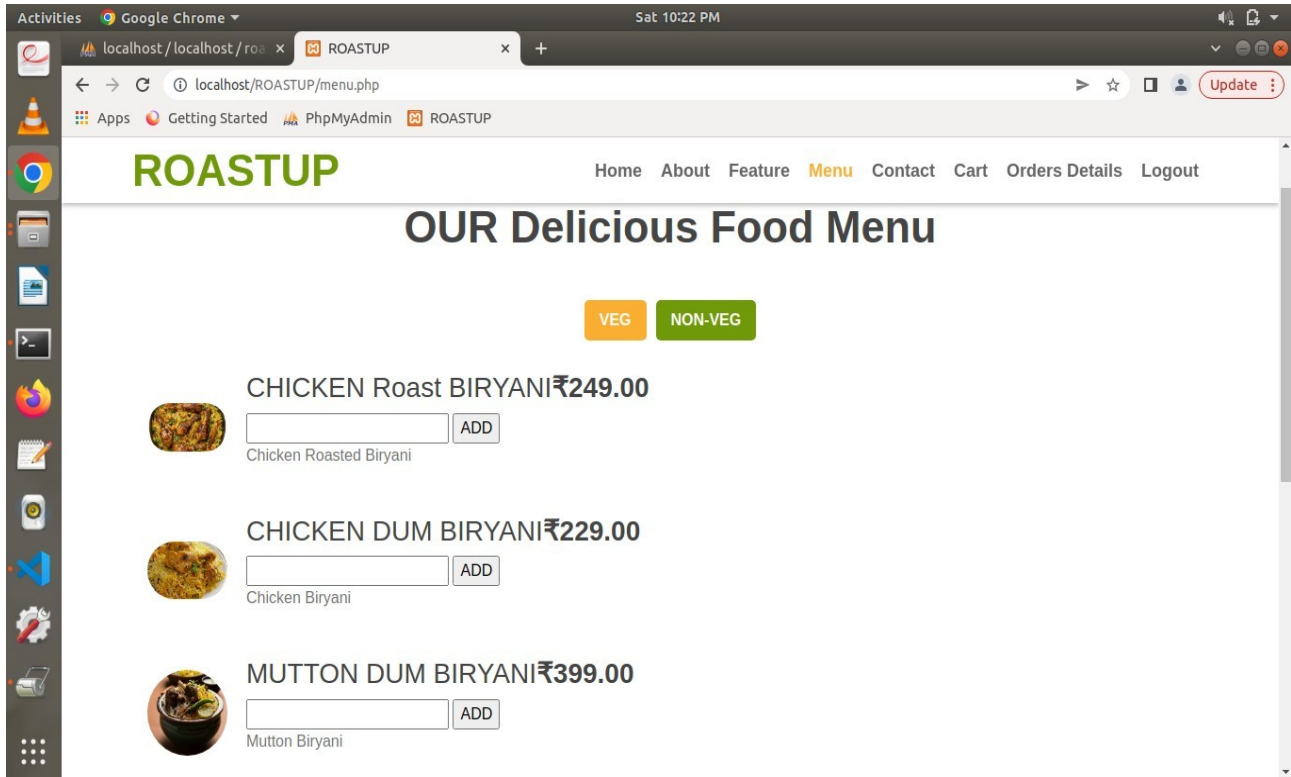 Activities Google Chrome ▾ Sat 10:22 PM
localhost / localhost / roa × ROASTUP × +
localhost/ROASTUP/menu.php Update
Apps Getting Started PhpMyAdmin ROASTUP
ROASTUP Home About Feature Menu Contact Cart Orders Details Logout
OUR Delicious Food Menu
VEG NON-VEG
CHICKEN Roast BIRYANI₹249.00
ADD
Chicken Roasted Biryani
CHICKEN DUM BIRYANI₹229.00
ADD
Chicken Biryani
MUTTON DUM BIRYANI₹399.00
ADD
Mutton Biryani